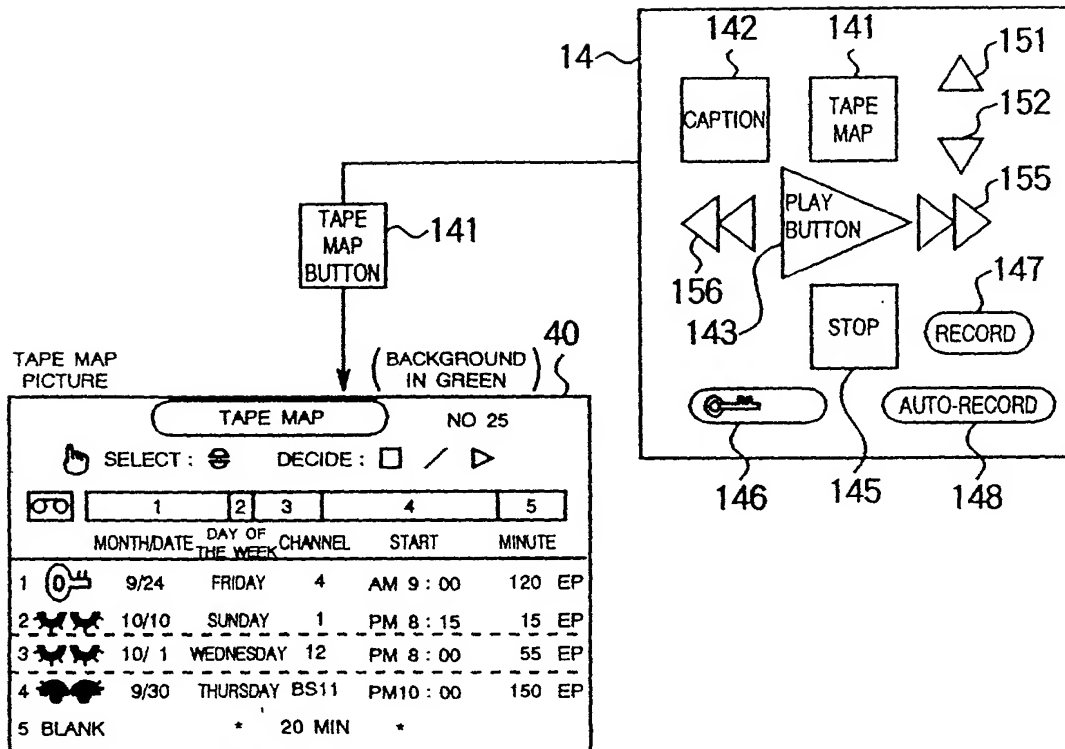 142 141
14
151
152
CAPTION
TAPE
MAP
155
PLAY
BUTTON
156
143
147
STOP
RECORD
AUTO-RECORD
146 145 148
TAPE
MAP
BUTTON
141
TAPE MAP
PICTURE
(BACKGROUND
IN GREEN)
40
TAPE MAP NO 25
SELECT : DECIDE : /
1 2 3 4 5
MONTH/DATE DAY OF THE WEEK CHANNEL START MINUTE
1 9/24 FRIDAY 4 AM 9 : 00 120 EP
2 10/10 SUNDAY 1 PM 8 : 15 15 EP
3 10/ 1 WEDNESDAY 12 PM 8 : 00 55 EP
4 9/30 THURSDAY BS11 PM10 : 00 150 EP
5 BLANK * 20 MIN *